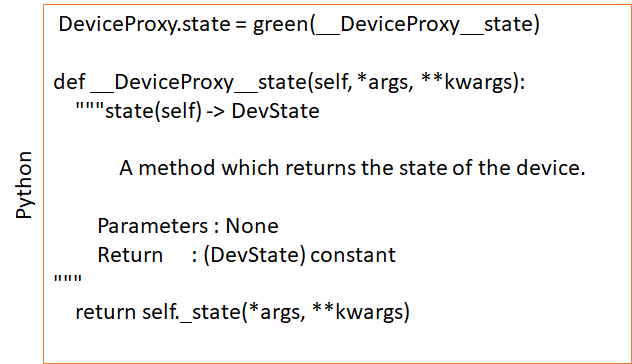 DeviceProxy.state = green(__DeviceProxy__state)
def __DeviceProxy__state(self, *args, **kwargs):
"""state(self) -> DevState
A method which returns the state of the device.
Parameters : None
Return : (DevState) constant
"""
return self._state(*args, **kwargs)
Python